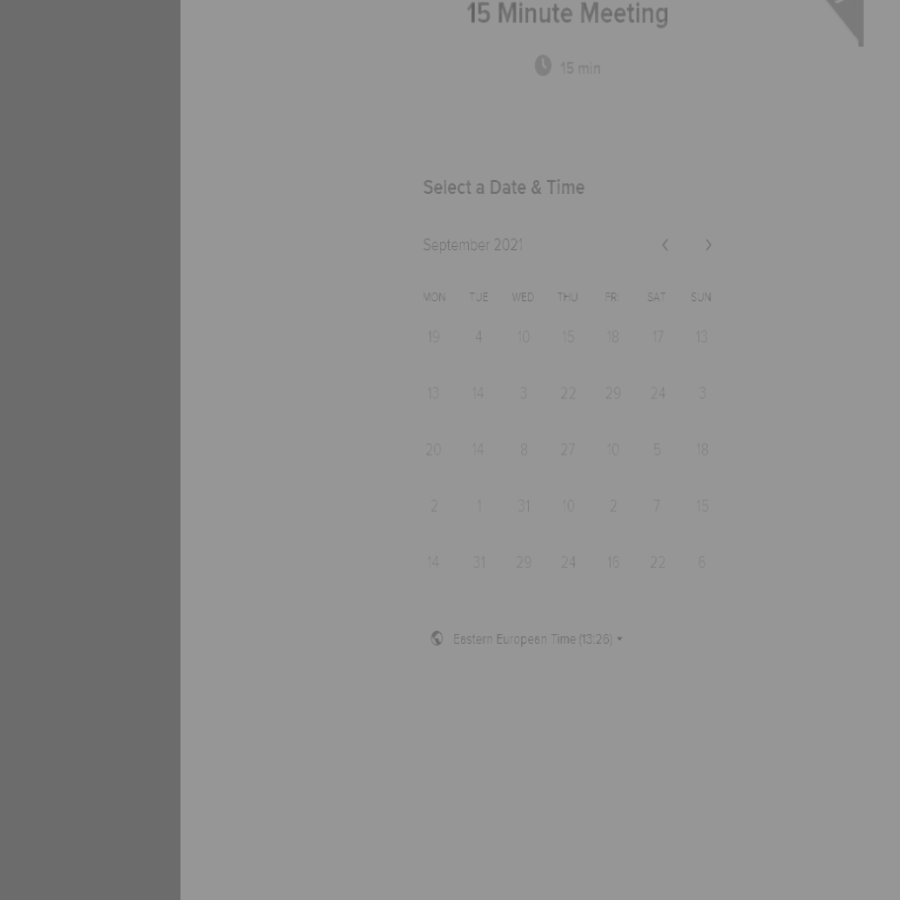 15 Minute Meeting
15 min
Select a Date & Time
September 2021
MON TUE WED THU FRI SAT SUN
19 4 10 15 18 17 13
13 14 3 22 29 24 3
20 14 8 27 10 5 18
2 1 31 10 2 7 15
14 31 29 24 16 22 6
Eastern European Time (13:26)